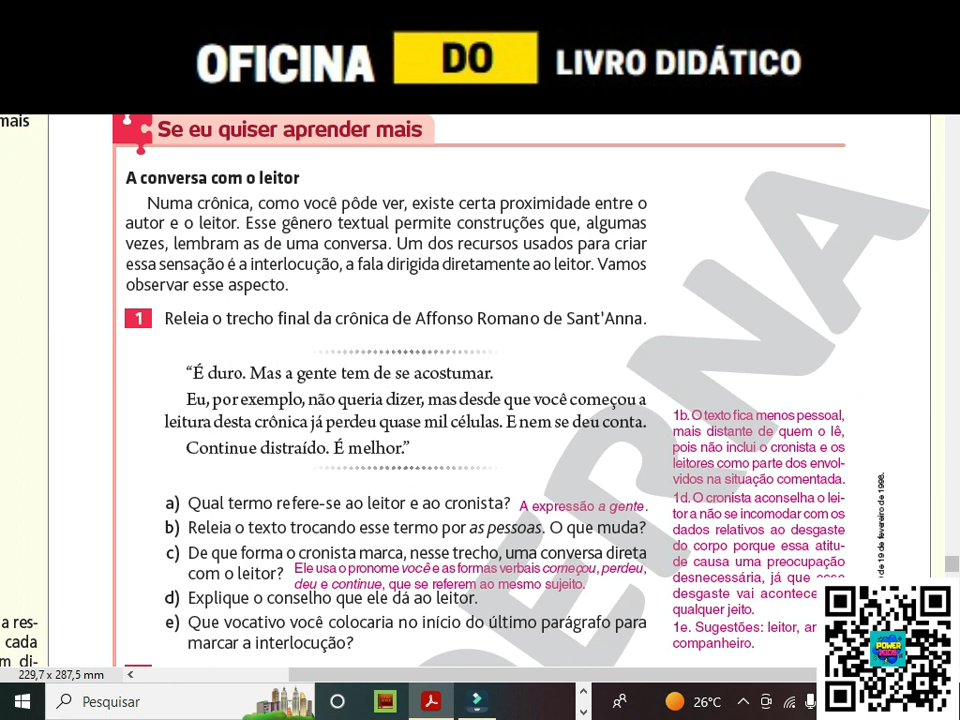 OFICINA DO LIVRO DIDÁTICO
mais
Se eu quiser aprender mais
A conversa com o leitor
Numa crônica, como você pôde ver, existe certa proximidade entre o
autor e o leitor. Esse gênero textual permite construções que, algumas
vezes, lembram as de uma conversa. Um dos recursos usados para criar
essa sensação é a interlocução, a fala dirigida diretamente ao leitor. Vamos
observar esse aspecto.
1 Releia o trecho final da crônica de Affonso Romano de Sant'Anna.
“É duro. Mas a gente tem de se acostumar.
Eu, por exemplo, não queria dizer, mas desde que você começou a
leitura desta crônica já perdeu quase mil células. E nem se deu conta.
Continue distraído. É melhor.”
a) Qual termo refere-se ao leitor e ao cronista? A expressão a gente.
b) Releia o texto trocando esse termo por as pessoas. O que muda?
c) De que forma o cronista marca, nesse trecho, uma conversa direta
com o leitor? Ele usa o pronome você e as formas verbais começou, perdeu,
deu e continue, que se referem ao mesmo sujeito.
d) Explique o conselho que ele dá ao leitor.
e) Que vocativo você colocaria no início do último parágrafo para
marcar a interlocução?
1b. O texto fica menos pessoal,
mais distante de quem o lê,
pois não inclui o cronista e os
leitores como parte dos envol-
vidos na situação comentada.
1d. O cronista aconselha o lei-
tor a não se incomodar com os
dados relativos ao desgaste
do corpo porque essa atitu-
de causa uma preocupação
desnecessária, já que
desgaste vai acontece
qualquer jeito.
1e. Sugestões: leitor, a
companheiro.
de 19 de fevereiro de 1998.
MODERNA
a res-
cada
m di-
229,7 x 287,5 mm
POWER
Pesquisar
26°C